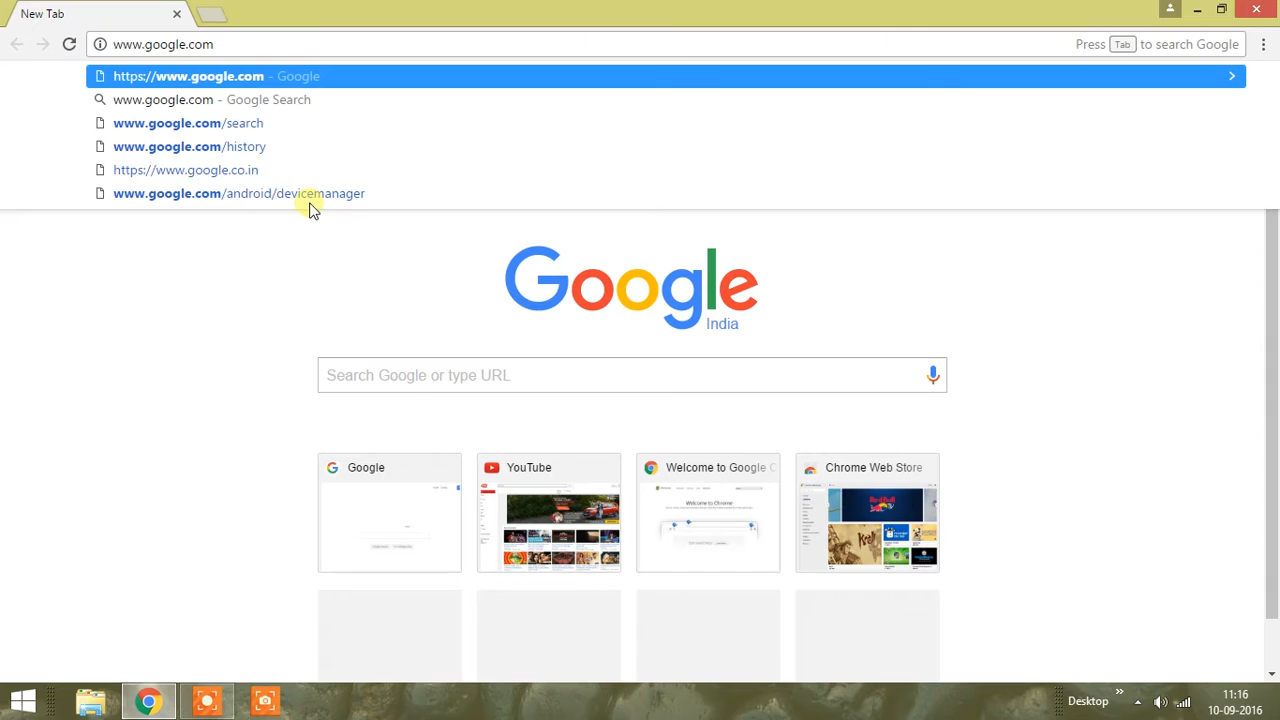 New Tab
www.google.com
Press Tab to search Google
https://www.google.com - Google
www.google.com - Google Search
www.google.com/search
www.google.com/history
https://www.google.co.in
www.google.com/android/devicemanager
Google
India
Search Google or type URL
Google
YouTube
Welcome to Google C
Chrome Web Store
Welcome to Chrome
Desktop
11:16
10-09-2016